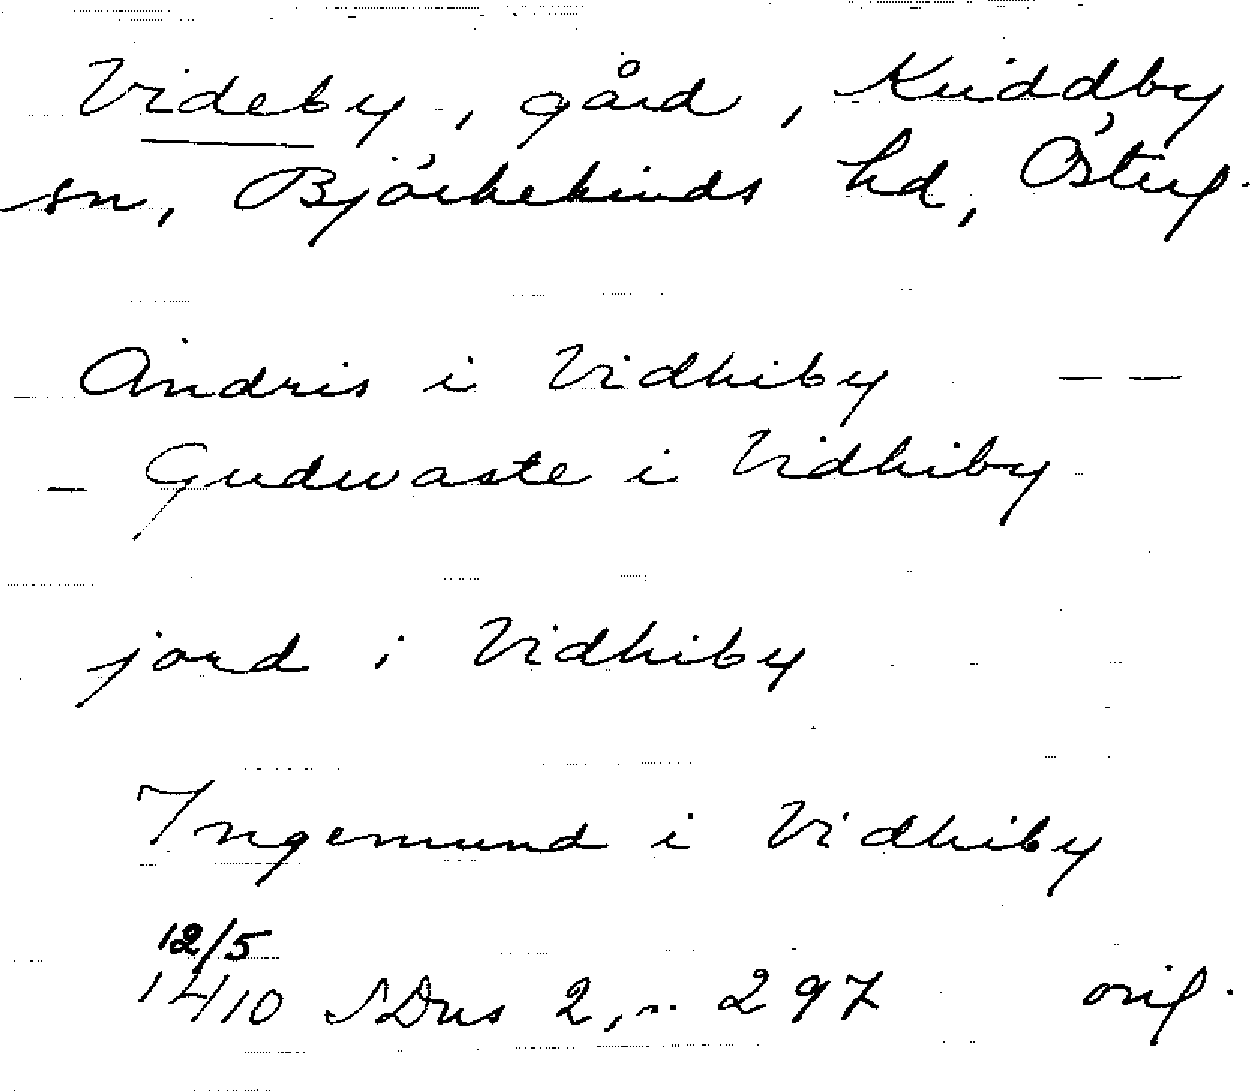 Videby, gård, Kuddby
sn, Björkekinds hd, Österg.
Andris i Vidhiby - -
- Gudwaste i Vidhiby
jord i Vidhiby
Ingemund i Vidhiby
12/5
1410 SDns 2, n. 297 orig.